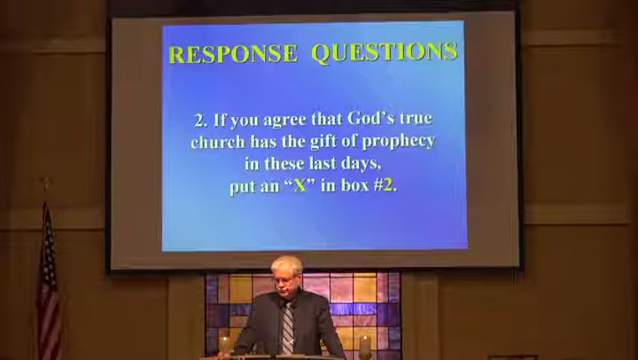 RESPONSE QUESTIONS
2. If you agree that God's true
church has the gift of prophecy
in these last days,
put an “X” in box #2.